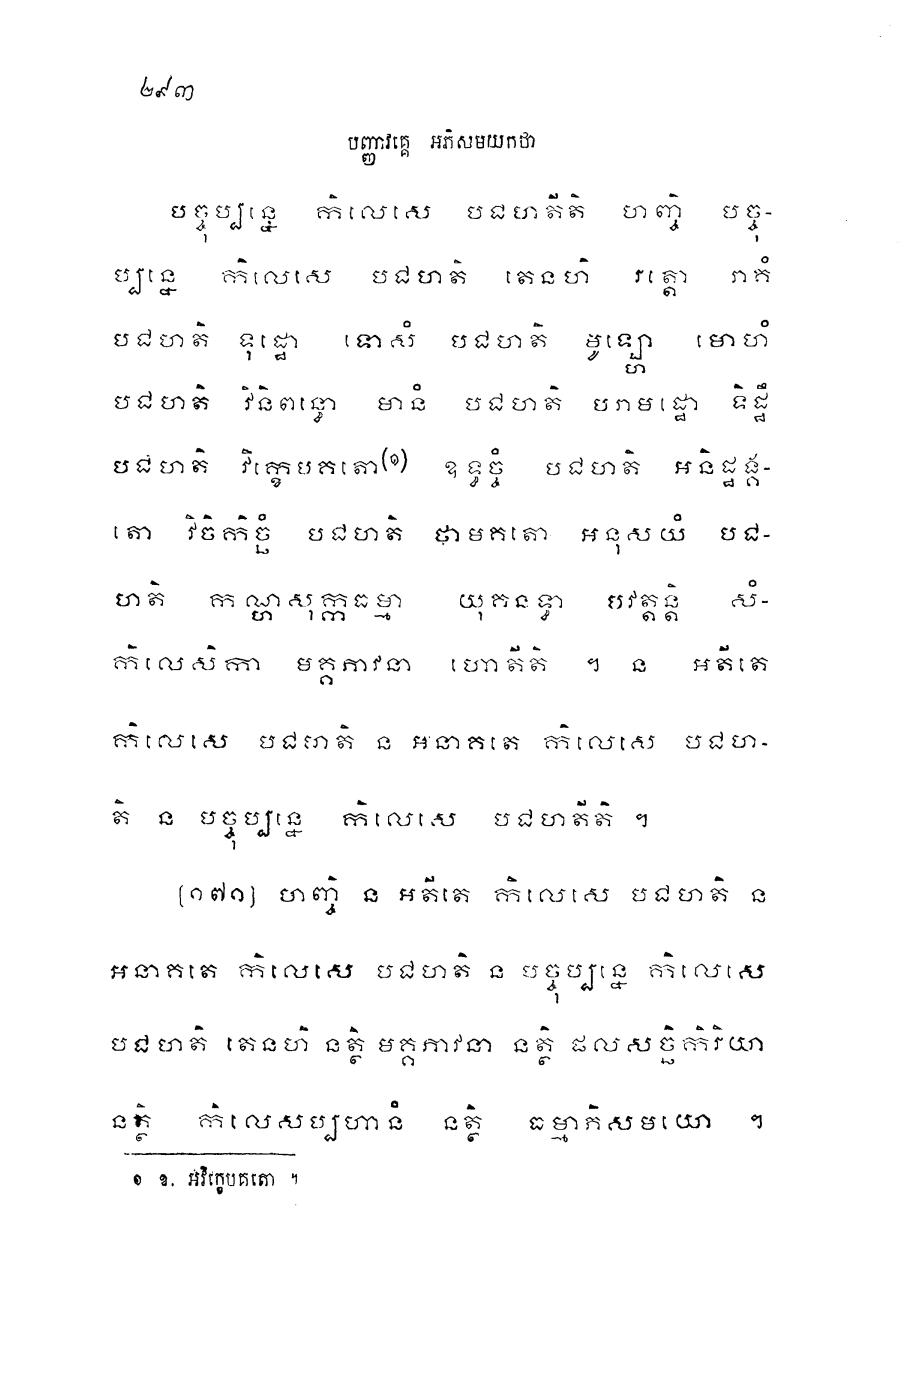 ២៩៣
បញ្ញាវគ្គេ អភិសមយកថា
បច្ចុប្បន្នេ កិលេសេ បជហតីតិ ហញ្ចិ បច្ចុ-
ប្បន្នេ កិលេសេ បជហតិ តេនហិ រត្តោ រាគំ
បជហតិ ទុដ្ឋោ ទោសំ បជហតិ មូឡ្ហោ មោហំ
បជហតិ វិនិពន្ធោ មានំ បជហតិ បរាមដ្ឋោ ទិដ្ឋឹ
បជហតិ វិក្ខេបគតោ(១) ឧទ្ធច្ចំ បជហតិ អនិដ្ឋង្គ-
តោ វិចិកិច្ឆំ បជហតិ ថាមគតោ អនុសយំ បជ-
ហតិ កណ្ហសុក្កធម្មា យុគនទ្ធា បវត្តន្តិ សំ-
កិលេសិកា មគ្គភាវនា ហោតីតិ ។ ន អតីតេ
កិលេសេ បជហតិ ន អនាគតេ កិលេសេ បជហ-
តិ ន បច្ចុប្បន្នេ កិលេសេ បជហតីតិ ។
[១៧១] ហញ្ចិ ន អតីតេ កិលេសេ បជហតិ ន
អនាគតេ កិលេសេ បជហតិ ន បច្ចុប្បន្នេ កិលេសេ
បជហតិ តេនហិ នត្ថិ មគ្គភាវនា នត្ថិ ផលសច្ឆិកិរិយា
នត្ថិ កិលេសប្បហានំ នត្ថិ ធម្មាភិសមយោ ។
១ ឱ. អវិក្ខេបគតោ ។